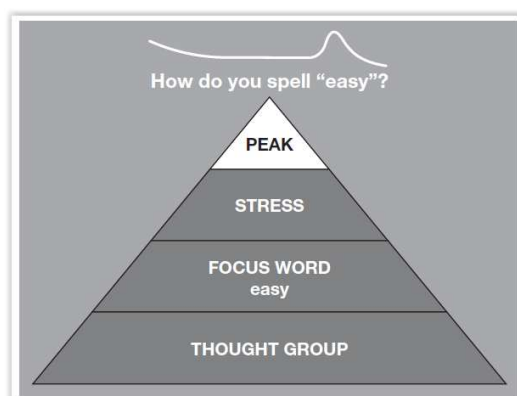 How do you spell “easy”?
PEAK
STRESS
FOCUS WORD
easy
THOUGHT GROUP